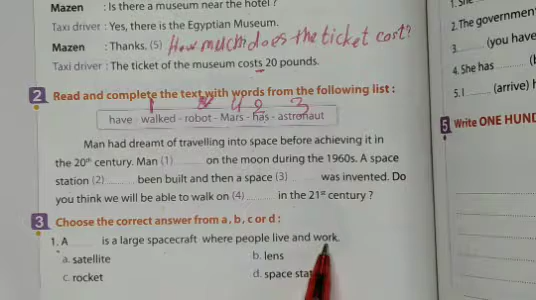 Mazen : Is there a museum near the hotel ?
Taxi driver : Yes, there is the Egyptian Museum.
Mazen : Thanks. (5) How much does the ticket cost?
Taxi driver : The ticket of the museum costs 20 pounds.
2 Read and complete the text with words from the following list :
1 4 2 3
have - walked - robot - Mars - has - astronaut
Man had dreamt of travelling into space before achieving it in
the 20th century. Man (1) ........ on the moon during the 1960s. A space
station (2) ........ been built and then a space (3) ........ was invented. Do
you think we will be able to walk on (4) ........ in the 21st century ?
3 Choose the correct answer from a, b, c or d :
1. A ........ is a large spacecraft where people live and work.
a. satellite b. lens
c. rocket d. space
1.
2. The
3. ........ (you have
4. She has ........
5. I ........ (arrive)
5 Write ONE